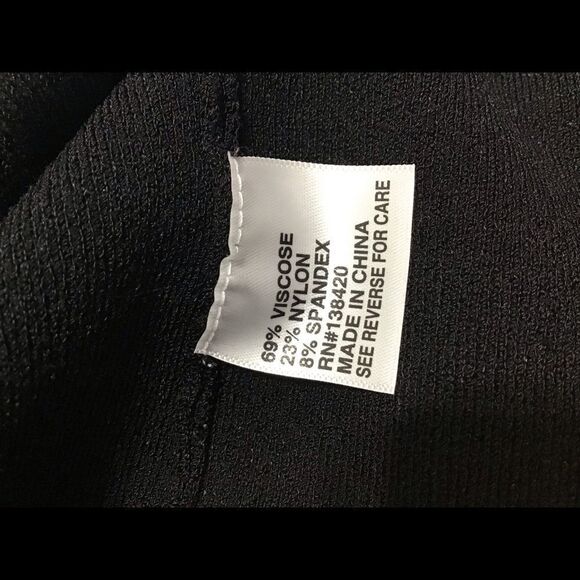 69% VISCOSE
23% NYLON
8% SPANDEX
RN#138420
MADE IN CHINA
SEE REVERSE FOR CARE